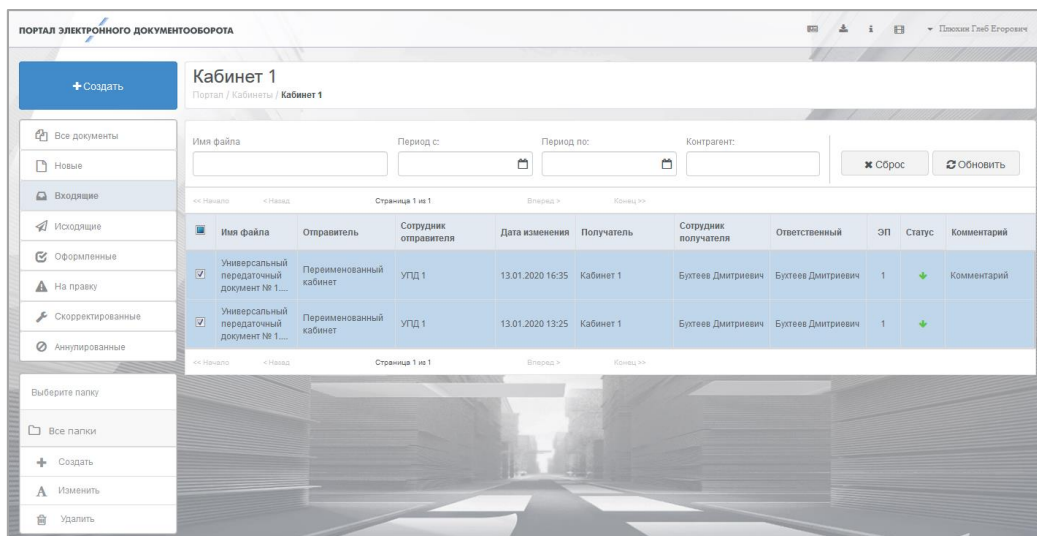 ПОРТАЛ ЭЛЕКТРОННОГО ДОКУМЕНТООБОРОТА
Плюхин Глеб Егорович
Создать
Кабинет 1
Портал / Кабинеты / Кабинет 1
Все документы
Новые
Входящие
Исходящие
Оформленные
На правку
Скорректированные
Аннулированные
Выберите папку
Все папки
Создать
Изменить
Удалить
Имя файла Период с: Период по: Контрагент:
Сброс Обновить
<< Начало < Назад Страница 1 из 1 Вперед > Конец >>
Имя файла Отправитель Сотрудник отправителя Дата изменения Получатель Сотрудник получателя Ответственный ЭП Статус Комментарий
Универсальный передаточный документ № 1.... Переименованный кабинет УПД 1 13.01.2020 16:35 Кабинет 1 Бухтеев Дмитриевич Бухтеев Дмитриевич 1 Комментарий
Универсальный передаточный документ № 1.... Переименованный кабинет УПД 1 13.01.2020 13:25 Кабинет 1 Бухтеев Дмитриевич Бухтеев Дмитриевич 1
<< Начало < Назад Страница 1 из 1 Вперед > Конец >>